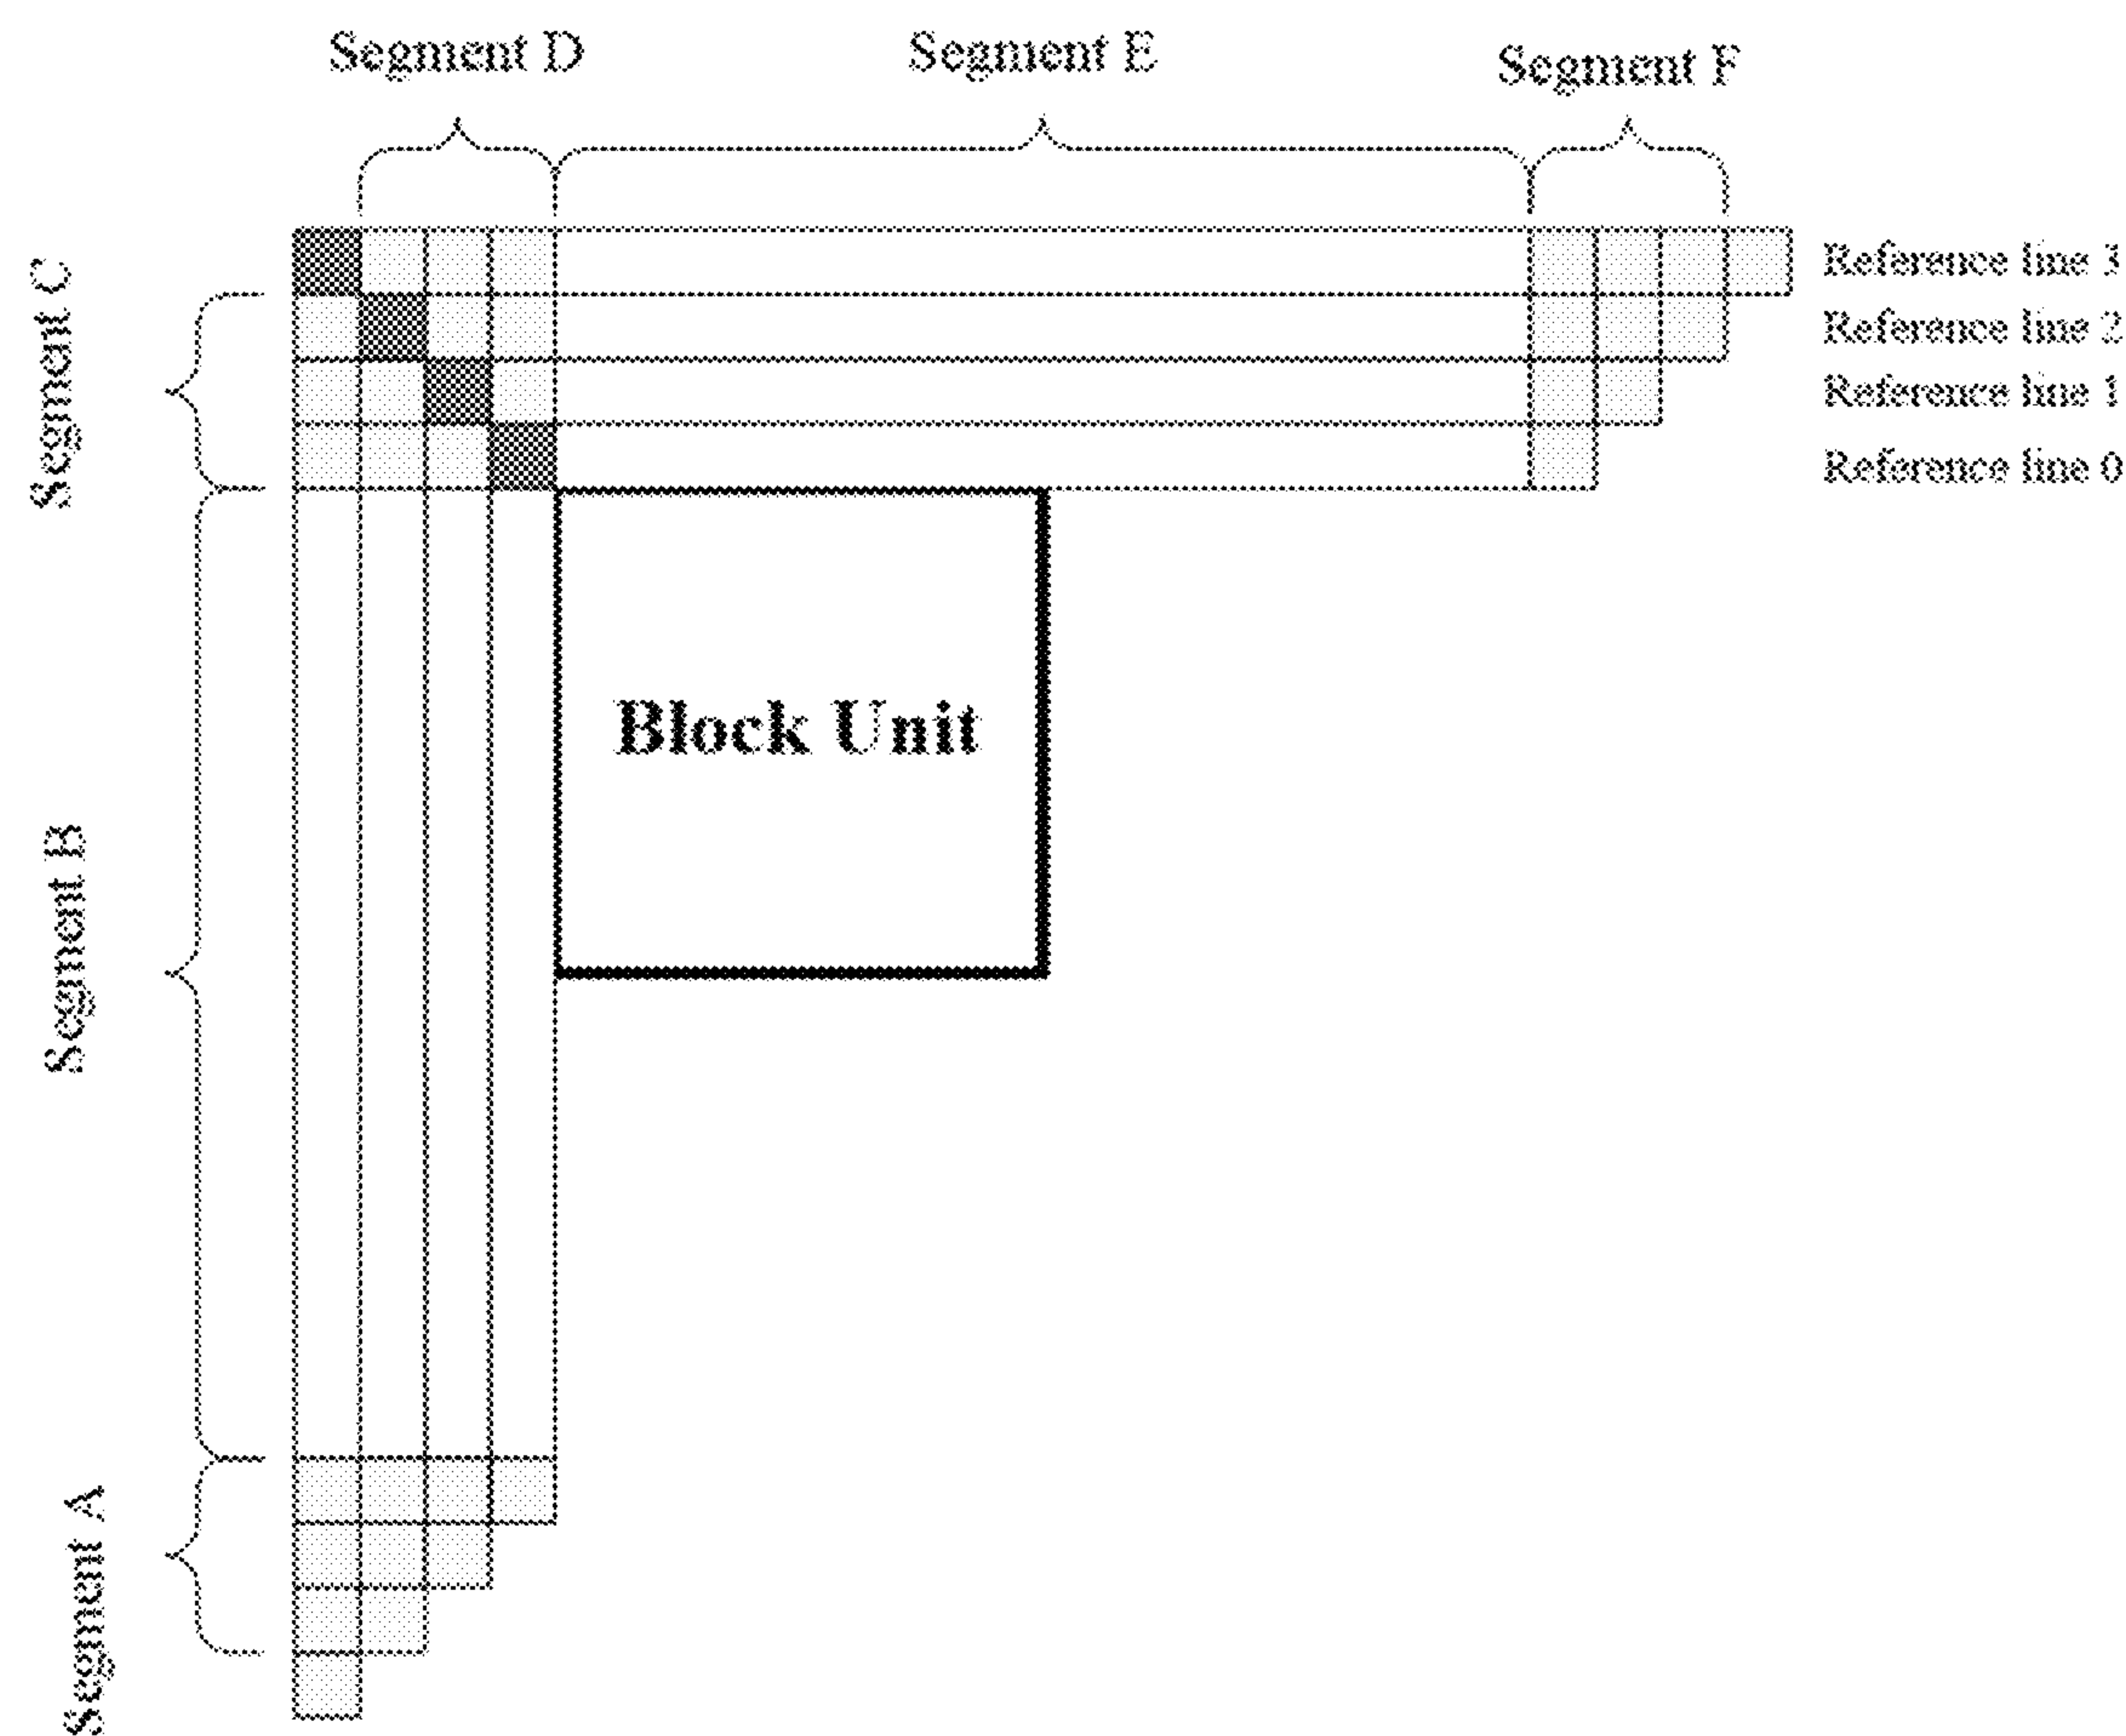 Segment D
Segment E
Segment F
Segment C
Reference line 3
Reference line 2
Reference line 1
Reference line 0
Block Unit
Segment B
Segment A